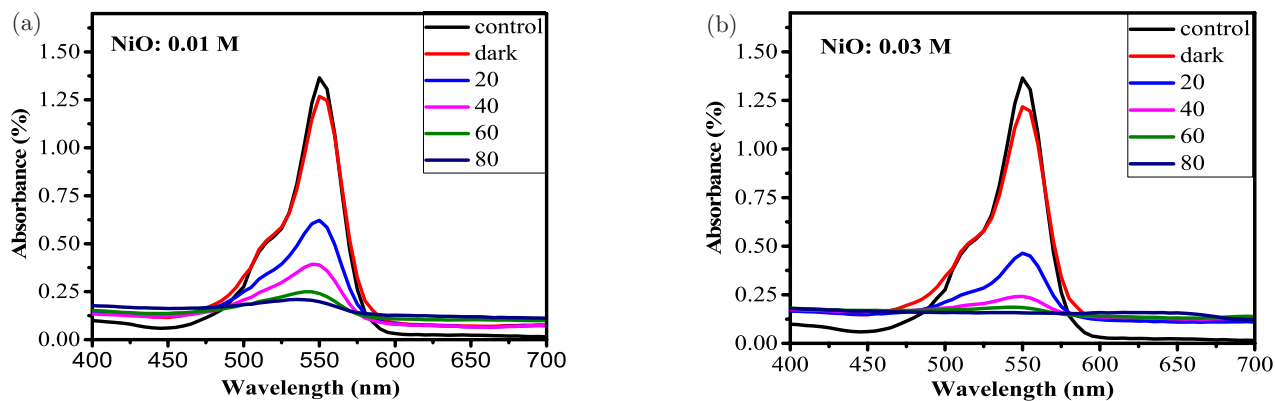 (a)
NiO: 0.01 M
control
dark
20
40
60
80
Absorbance (%)
1.50
1.25
1.00
0.75
0.50
0.25
0.00
400 450 500 550 600 650 700
Wavelength (nm)
(b)
NiO: 0.03 M
control
dark
20
40
60
80
Absorbance (%)
1.50
1.25
1.00
0.75
0.50
0.25
0.00
400 450 500 550 600 650 700
Wavelength (nm)